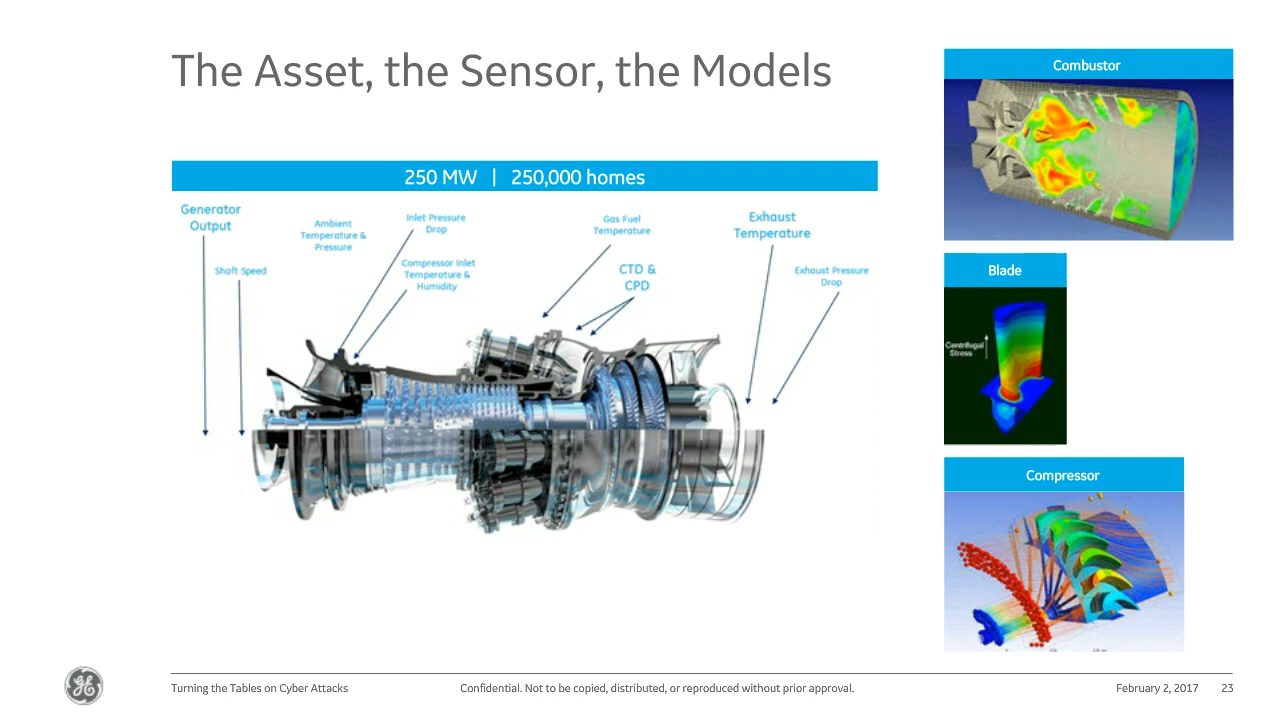 The Asset, the Sensor, the Models
250 MW | 250,000 homes
Generator
Output
Shaft Speed
Ambient
Temperature &
Pressure
Inlet Pressure
Drop
Compressor Inlet
Temperature &
Humidity
Gas Fuel
Temperature
CTD &
CPD
Exhaust
Temperature
Exhaust Pressure
Drop
Combustor
Blade
Centrifugal
Stress
Compressor
Turning the Tables on Cyber Attacks
Confidential. Not to be copied, distributed, or reproduced without prior approval.
February 2, 2017
23